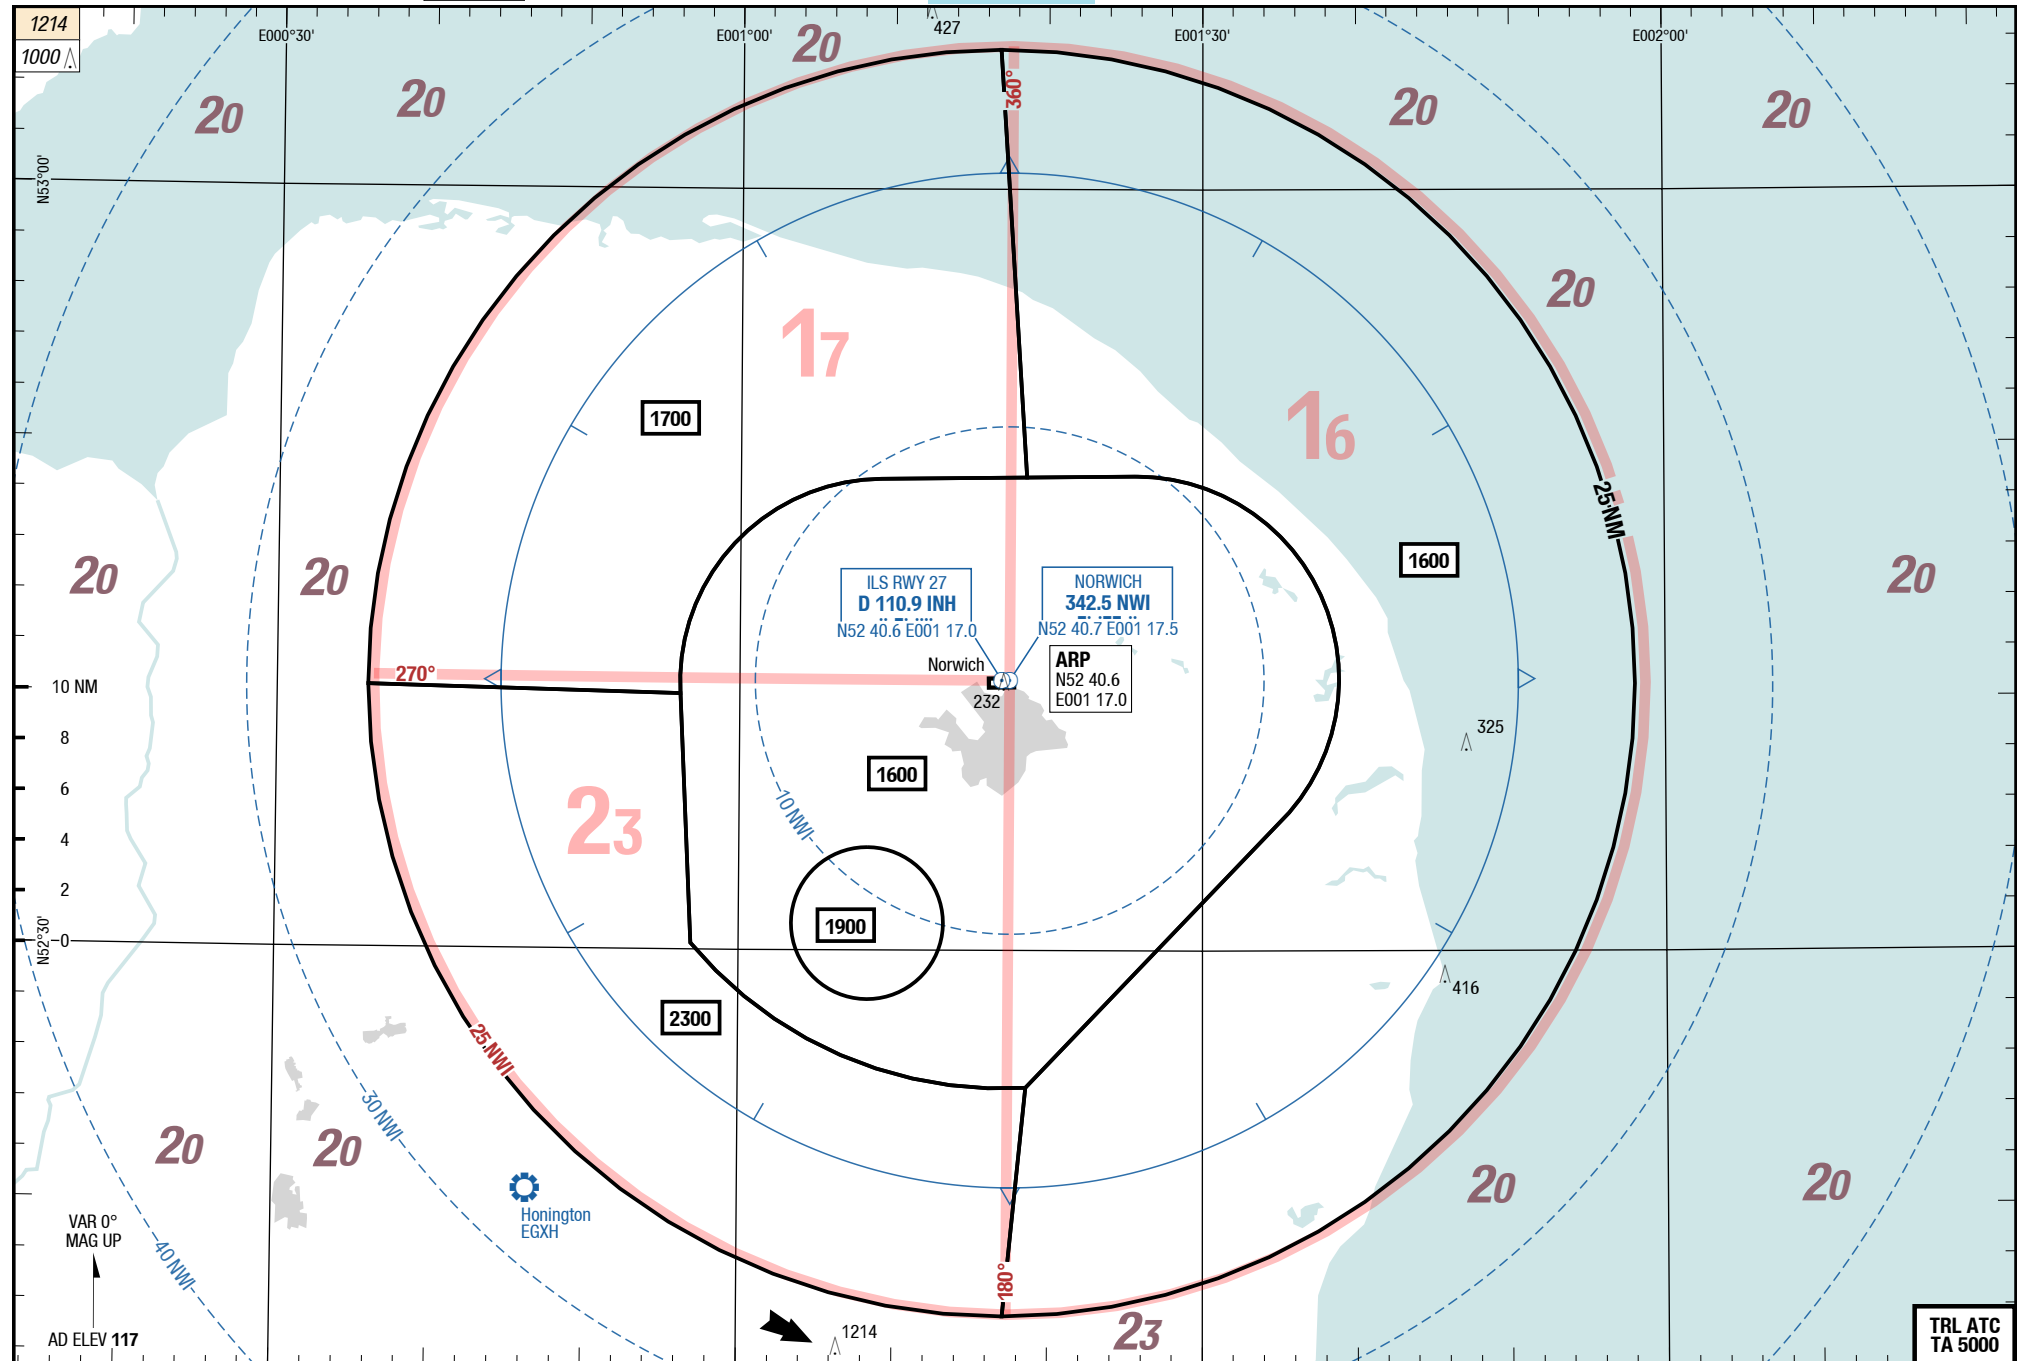 1214
1000
427
E000°30'
E001°00'
E001°30'
E002°00'
20
20
20
20
20
360°
N53°00'
20
17
16
1700
25 NM
1600
20
20
20
ILS RWY 27
D 110.9 INH
N52 40.6 E001 17.0
NORWICH
342.5 NWI
N52 40.7 E001 17.5
Norwich
232
ARP
N52 40.6
E001 17.0
270°
10 NM
8
6
4
2
0
325
1600
23
10 NWI
1900
N52°30'
416
2300
25 NWI
30 NWI
20
20
20
20
Honington
EGXH
VAR 0°
MAG UP
40 NWI
180°
AD ELEV 117
1214
23
TRL ATC
TA 5000